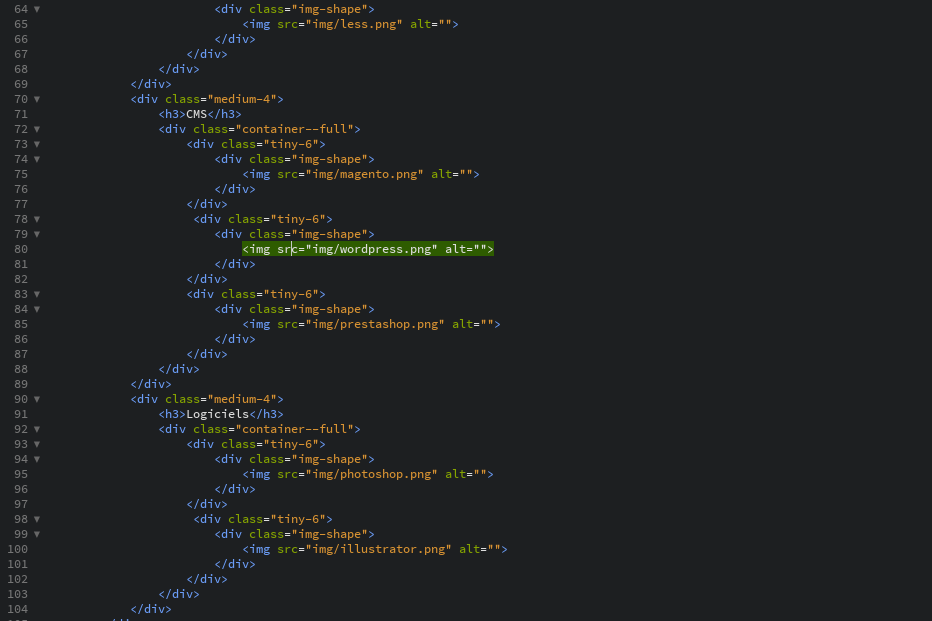 64 ▼ <div class="img-shape">
65 <img src="img/less.png" alt="">
66 </div>
67 </div>
68 </div>
69 </div>
70 ▼ <div class="medium-4">
71 <h3>CMS</h3>
72 ▼ <div class="container--full">
73 ▼ <div class="tiny-6">
74 ▼ <div class="img-shape">
75 <img src="img/magento.png" alt="">
76 </div>
77 </div>
78 ▼ <div class="tiny-6">
79 ▼ <div class="img-shape">
80 <img src="img/wordpress.png" alt="">
81 </div>
82 </div>
83 ▼ <div class="tiny-6">
84 ▼ <div class="img-shape">
85 <img src="img/prestashop.png" alt="">
86 </div>
87 </div>
88 </div>
89 </div>
90 ▼ <div class="medium-4">
91 <h3>Logiciels</h3>
92 ▼ <div class="container--full">
93 ▼ <div class="tiny-6">
94 ▼ <div class="img-shape">
95 <img src="img/photoshop.png" alt="">
96 </div>
97 </div>
98 ▼ <div class="tiny-6">
99 ▼ <div class="img-shape">
100 <img src="img/illustrator.png" alt="">
101 </div>
102 </div>
103 </div>
104 </div>